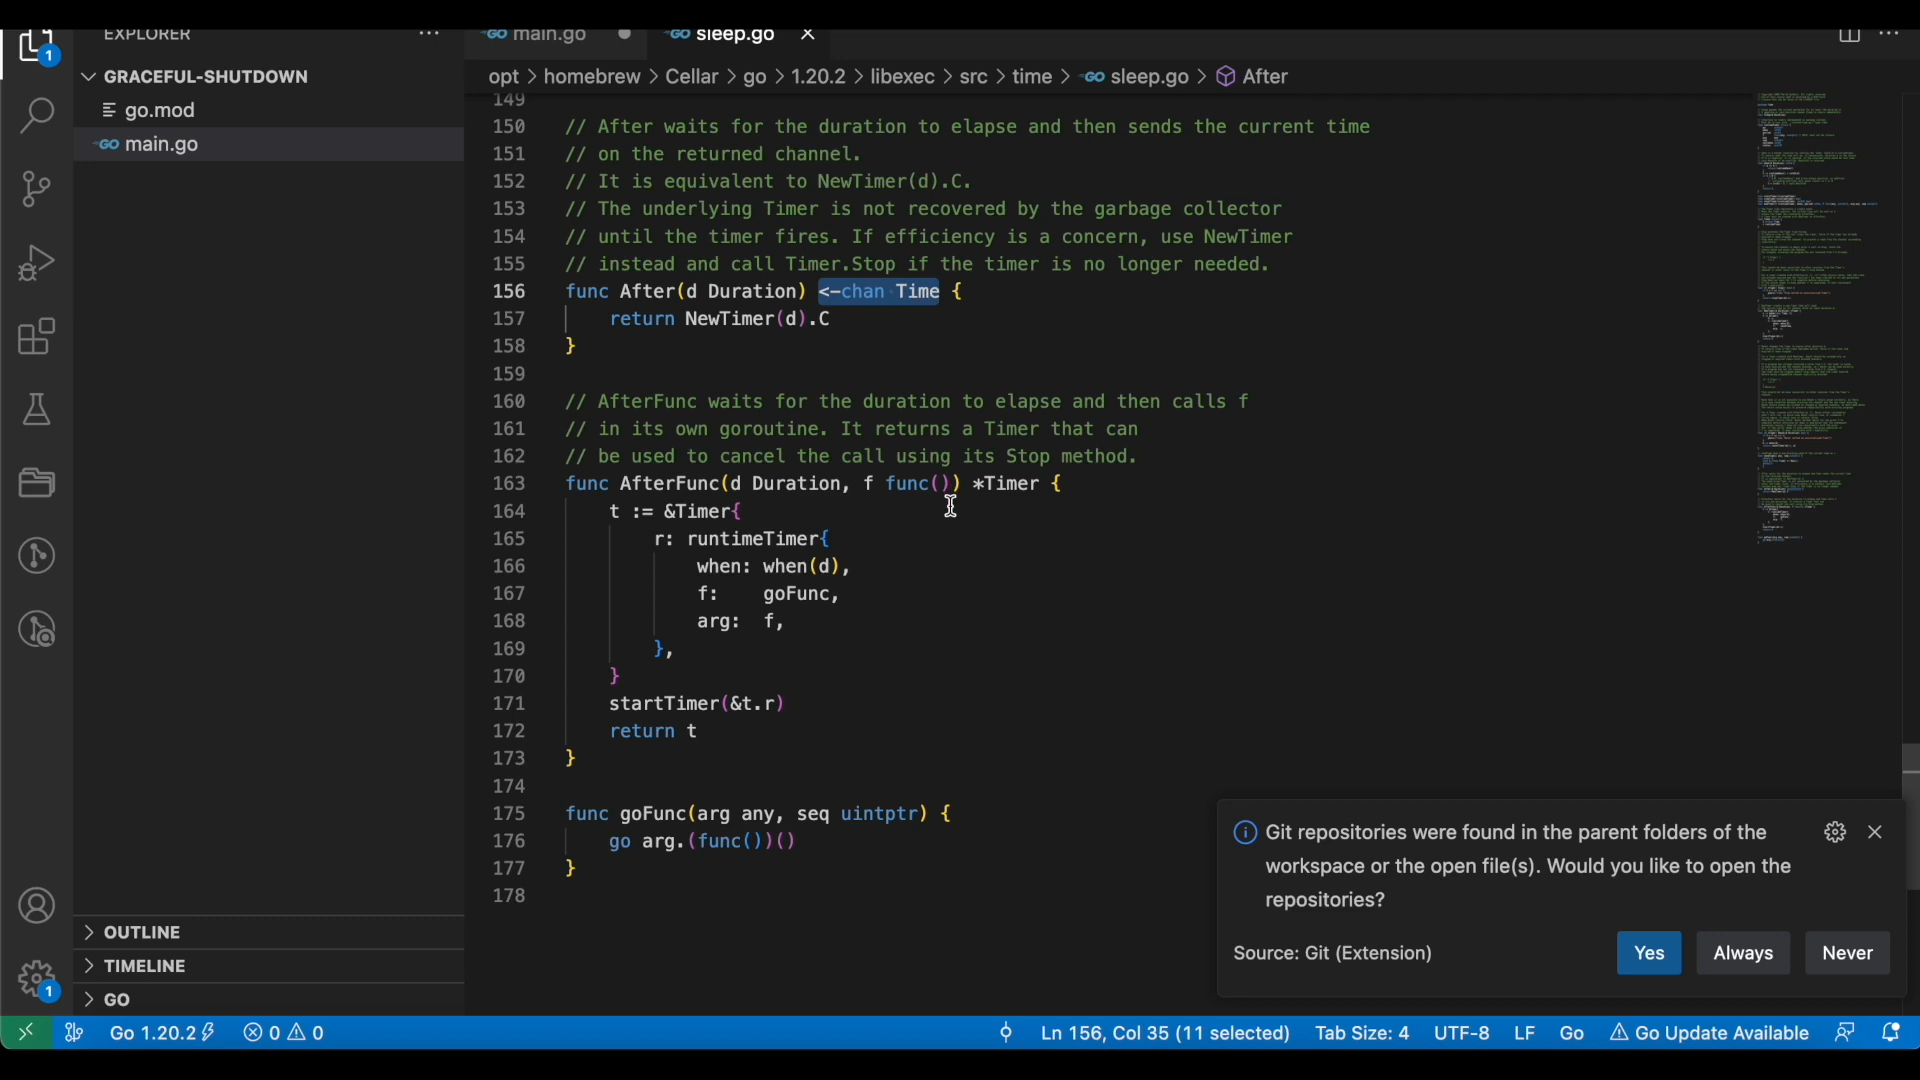 EXPLORER
main.go
sleep.go
opt > homebrew > Cellar > go > 1.20.2 > libexec > src > time > sleep.go > After
GRACEFUL-SHUTDOWN
go.mod
main.go
149
150 // After waits for the duration to elapse and then sends the current time
151 // on the returned channel.
152 // It is equivalent to NewTimer(d).C.
153 // The underlying Timer is not recovered by the garbage collector
154 // until the timer fires. If efficiency is a concern, use NewTimer
155 // instead and call Timer.Stop if the timer is no longer needed.
156 func After(d Duration) <-chan Time {
157 return NewTimer(d).C
158 }
159
160 // AfterFunc waits for the duration to elapse and then calls f
161 // in its own goroutine. It returns a Timer that can
162 // be used to cancel the call using its Stop method.
163 func AfterFunc(d Duration, f func()) *Timer {
164 t := &Timer{
165 r: runtimeTimer{
166 when: when(d),
167 f: goFunc,
168 arg: f,
169 },
170 }
171 startTimer(&t.r)
172 return t
173 }
174
175 func goFunc(arg any, seq uintptr) {
176 go arg.(func())()
177 }
178
Git repositories were found in the parent folders of the
workspace or the open file(s). Would you like to open the
repositories?
Source: Git (Extension)
Yes
Always
Never
OUTLINE
TIMELINE
GO
1
1
Go 1.20.2
0 0
Ln 156, Col 35 (11 selected)
Tab Size: 4
UTF-8
LF
Go
Go Update Available